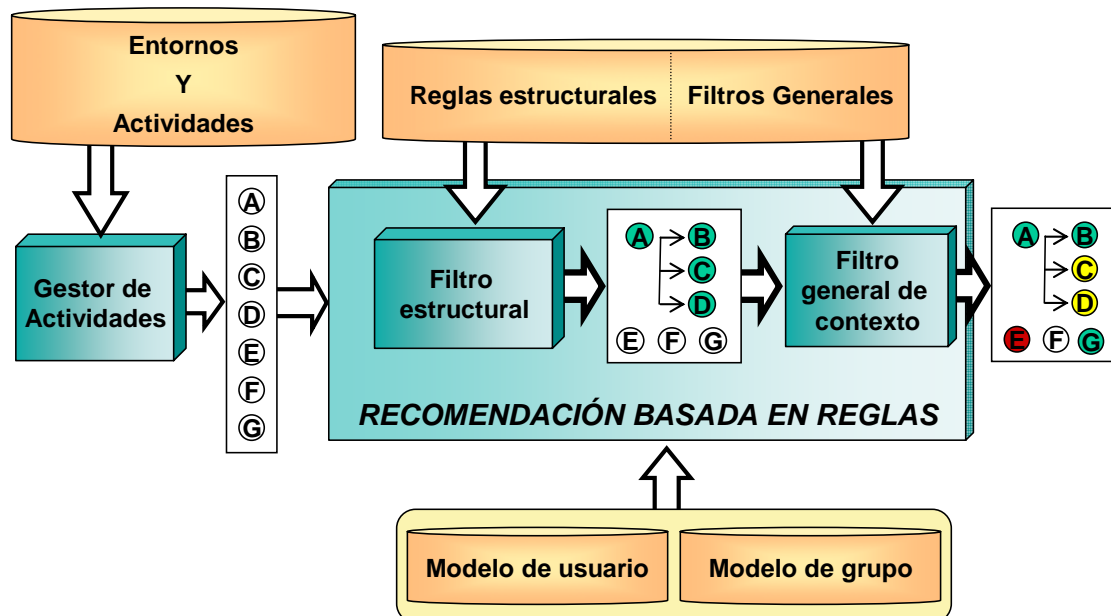 Entornos
Y
Actividades
Reglas estructurales
Filtros Generales
Gestor de
Actividades
A
B
C
D
E
F
G
Filtro
estructural
A
B
C
D
E F G
Filtro
general de
contexto
A
B
C
D
E F G
RECOMENDACIÓN BASADA EN REGLAS
Modelo de usuario
Modelo de grupo